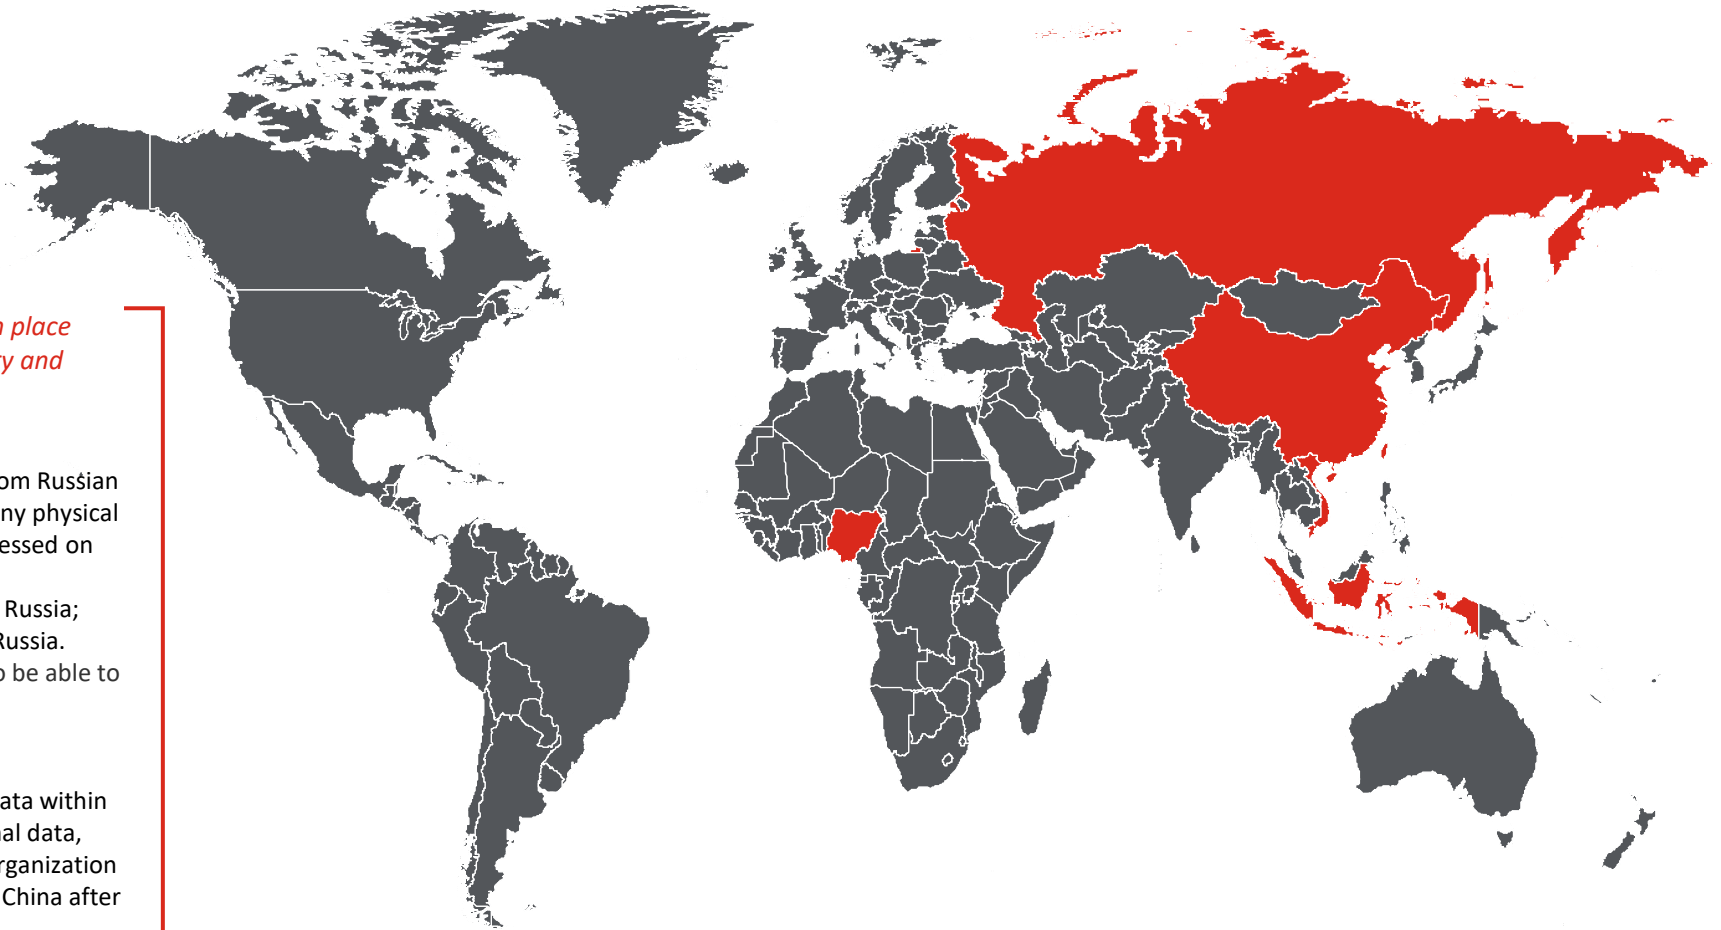 place
y and
om Russian
ny physical
essed on
Russia;
Russia.
be able to
ata within
al data,
rganization
China after